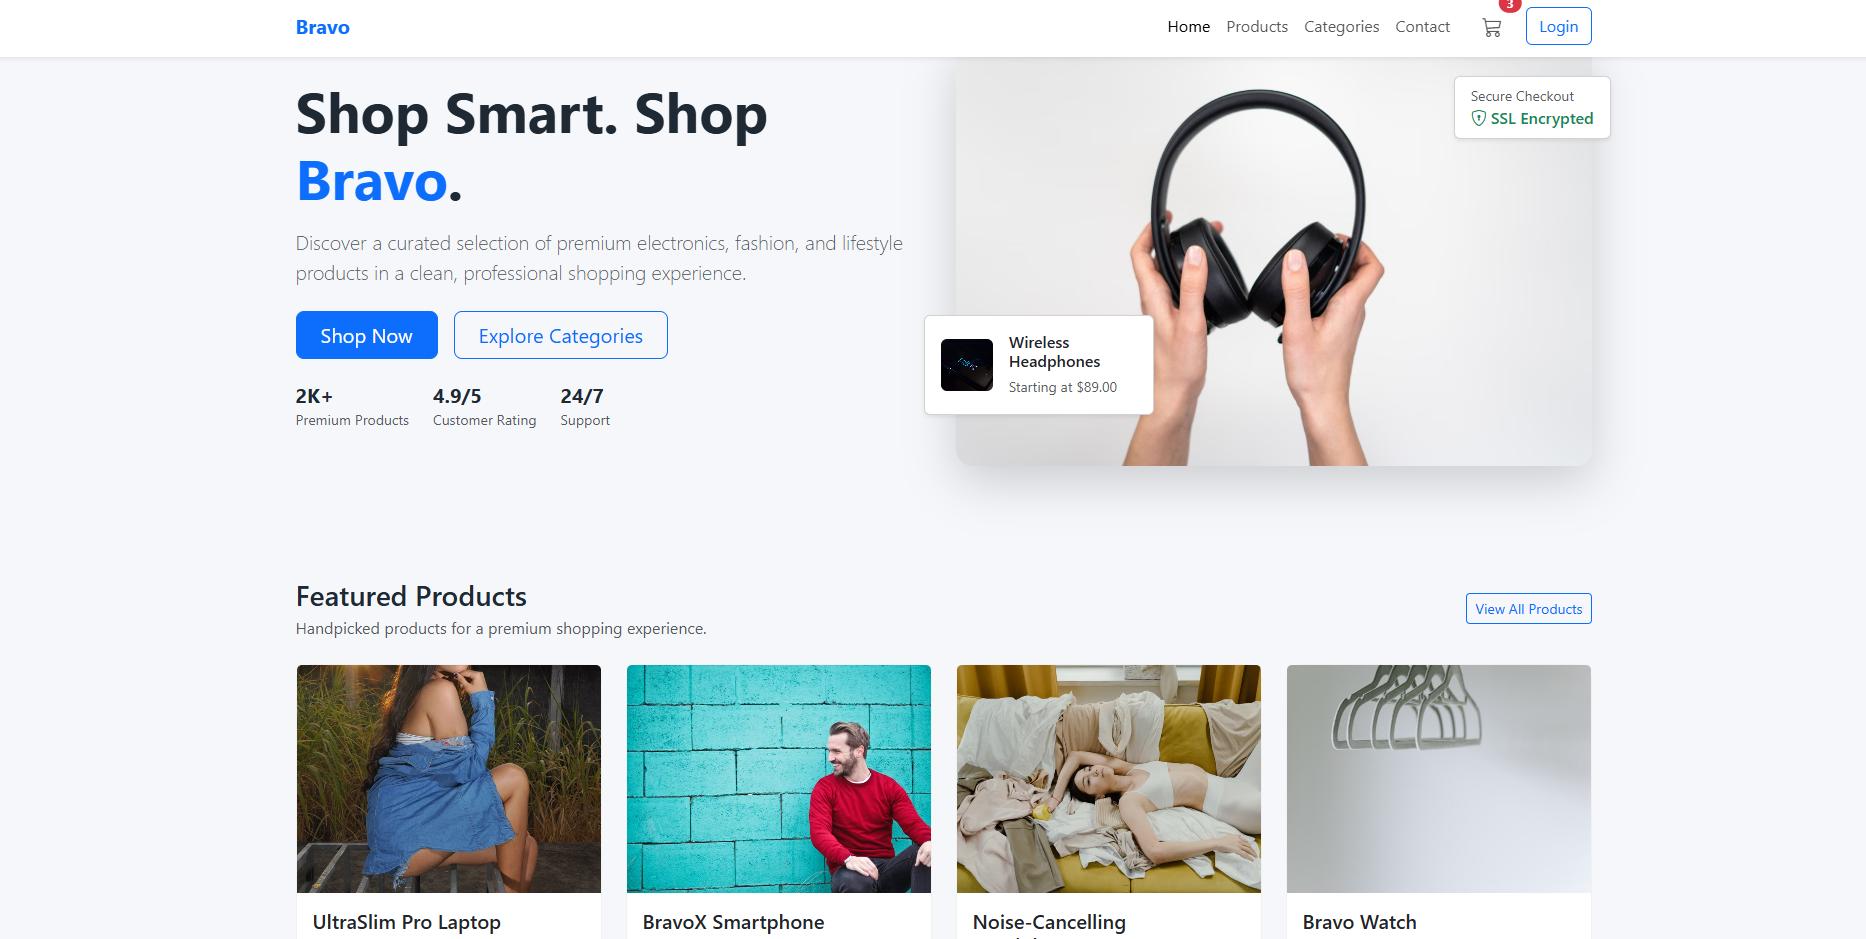 Bravo
Home
Products
Categories
Contact
3
Login
Shop Smart. Shop
Bravo.
Discover a curated selection of premium electronics, fashion, and lifestyle
products in a clean, professional shopping experience.
Shop Now
Explore Categories
2K+
Premium Products
4.9/5
Customer Rating
24/7
Support
Secure Checkout
SSL Encrypted
Wireless
Headphones
Starting at $89.00
Featured Products
Handpicked products for a premium shopping experience.
View All Products
UltraSlim Pro Laptop
BravoX Smartphone
Noise-Cancelling
Bravo Watch